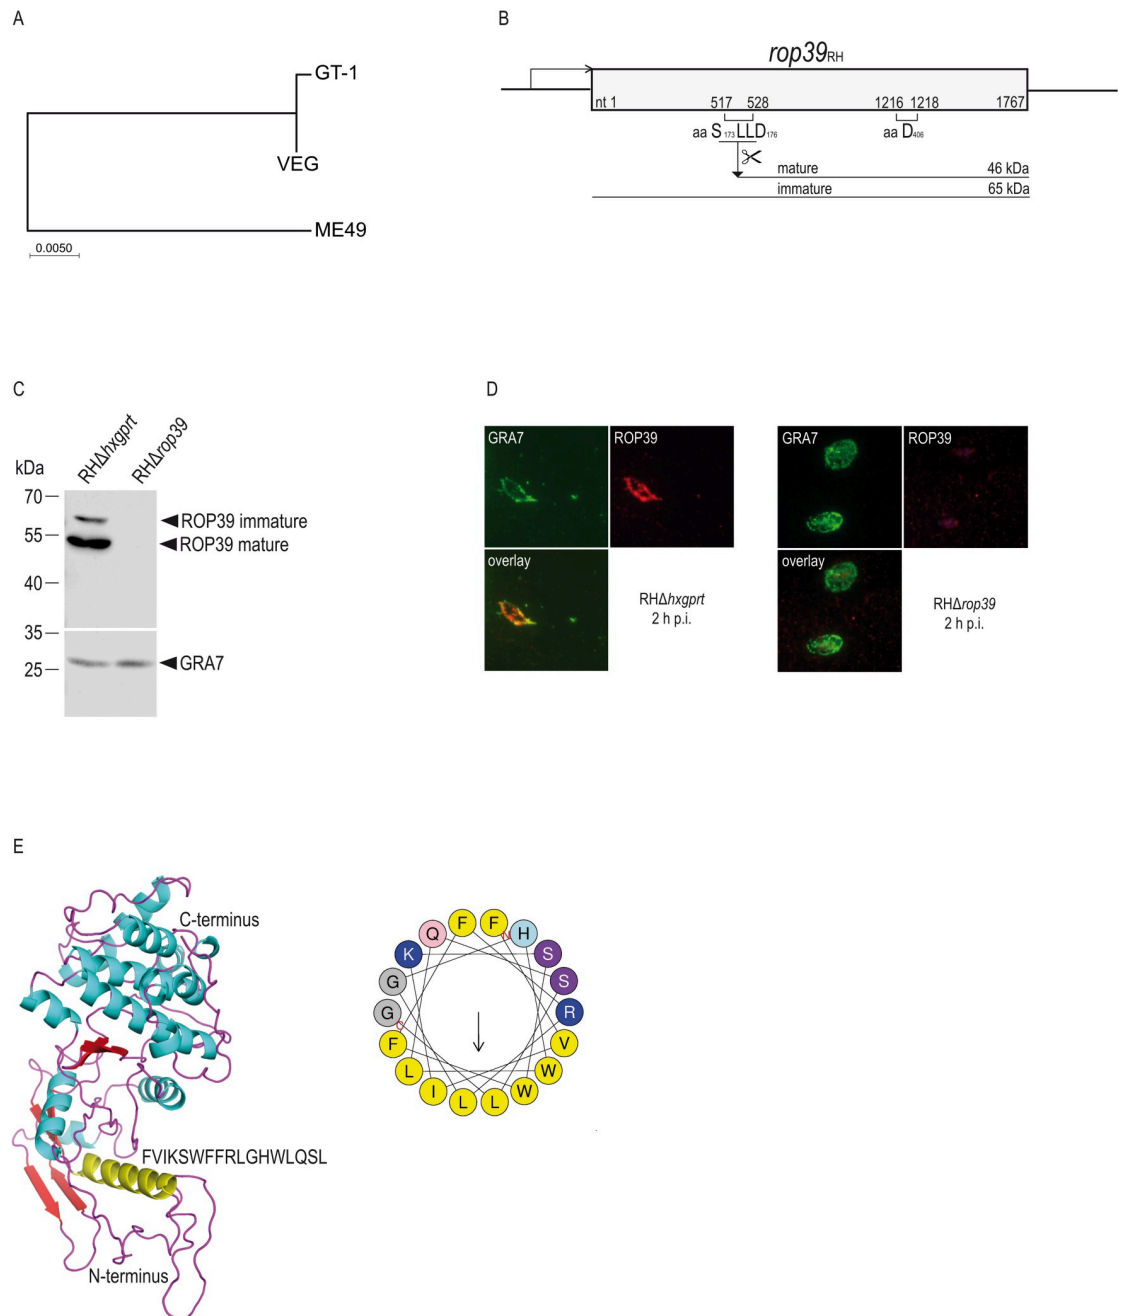 A
GT-1
VEG
ME49
0.0050
B
rop39RH
nt 1 517 528 1216 1218 1767
aa S173LLD176 aa D406
mature 46 kDa
immature 65 kDa
C
RHΔhxgprt
RHΔrop39
kDa
70
55
40
35
25
ROP39 immature
ROP39 mature
GRA7
D
GRA7 ROP39
overlay
RHΔhxgprt
2 h p.i.
GRA7 ROP39
overlay
RHΔrop39
2 h p.i.
E
C-terminus
FVIKSWFFRLGHWLQSL
N-terminus
F F H S S R V W W L L I L F G G K Q